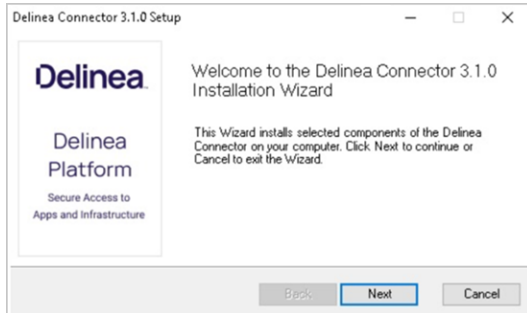 Delinea Connector 3.1.0 Setup
Delinea
Delinea
Platform
Secure Access to
Apps and Infrastructure
Welcome to the Delinea Connector 3.1.0
Installation Wizard
This Wizard installs selected components of the Delinea
Connector on your computer. Click Next to continue or
Cancel to exit the Wizard.
Back
Next
Cancel